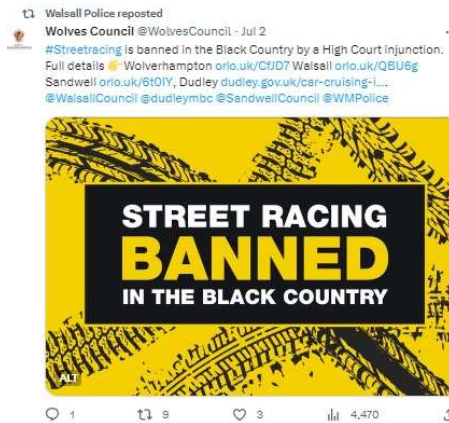 Walsall Police reposted
Wolves Council @WolvesCouncil · Jul 2
#Streetracing is banned in the Black Country by a High Court injunction.
Full details 👉 Wolverhampton orlo.uk/CfJD7 Walsall orlo.uk/QBU6g
Sandwell orlo.uk/6t0IY, Dudley dudley.gov.uk/car-cruising-i....
@WalsallCouncil @dudleymbc @SandwellCouncil @WMPolice
STREET RACING
BANNED
IN THE BLACK COUNTRY
ALT
1 9 3 4,470